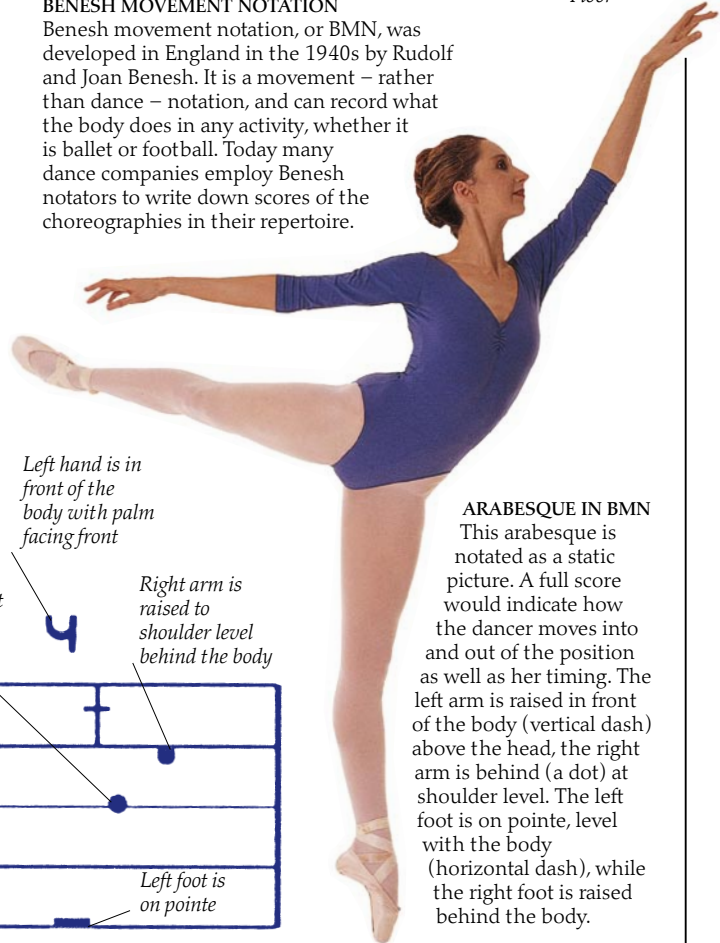 BENESH MOVEMENT NOTATION
Benesh movement notation, or BMN, was
developed in England in the 1940s by Rudolf
and Joan Benesh. It is a movement – rather
than dance – notation, and can record what
the body does in any activity, whether it
is ballet or football. Today many
dance companies employ Benesh
notators to write down scores of the
choreographies in their repertoire.
Left hand is in
front of the
body with palm
facing front
Right arm is
raised to
shoulder level
behind the body
Left foot is
on pointe
ARABESQUE IN BMN
This arabesque is
notated as a static
picture. A full score
would indicate how
the dancer moves into
and out of the position
as well as her timing. The
left arm is raised in front
of the body (vertical dash)
above the head, the right
arm is behind (a dot) at
shoulder level. The left
foot is on pointe, level
with the body
(horizontal dash), while
the right foot is raised
behind the body.